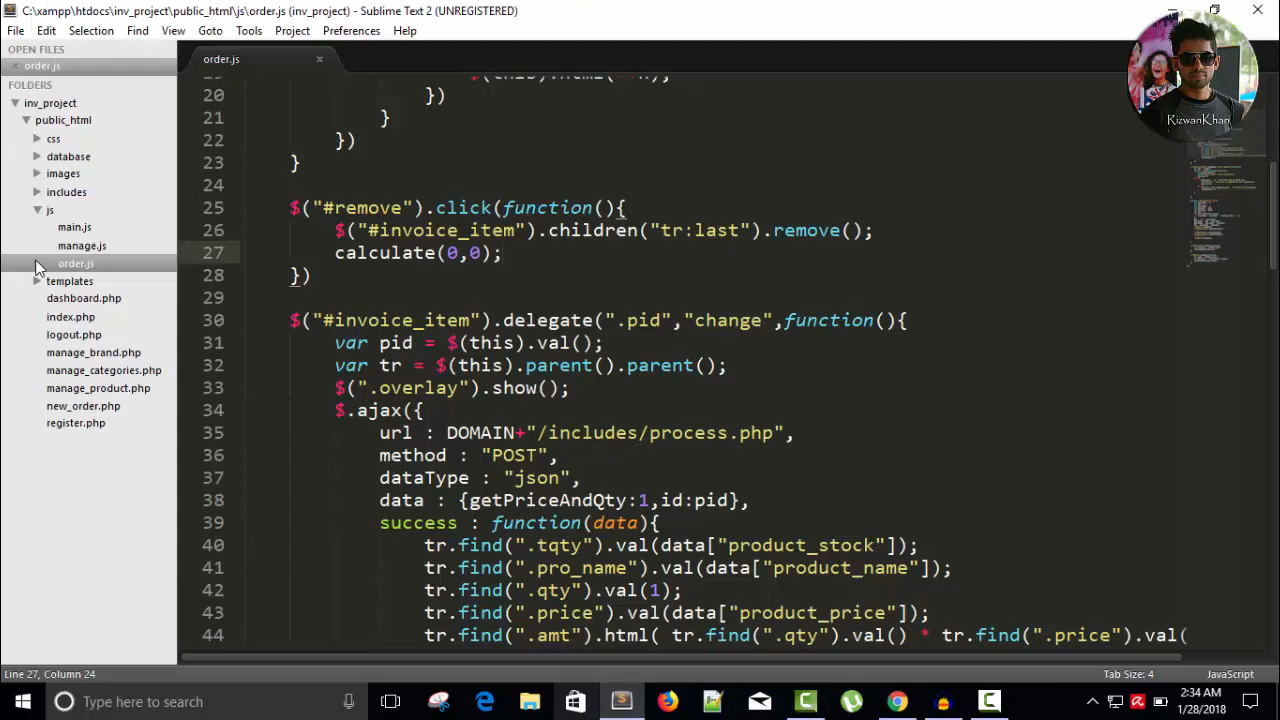 C:\xampp\htdocs\inv_project\public_html\js\order.js (inv_project) - Sublime Text 2 (UNREGISTERED)
File Edit Selection Find View Goto Tools Project Preferences Help
OPEN FILES
order.js
FOLDERS
inv_project
public_html
css
database
images
includes
js
main.js
manage.js
order.js
templates
dashboard.php
index.php
logout.php
manage_brand.php
manage_categories.php
manage_product.php
new_order.php
register.php
order.js
RizwanKhan
20 })
21 }
22 })
23 }
24
25 $("#remove").click(function(){
26 $("#invoice_item").children("tr:last").remove();
27 calculate(0,0);
28 })
29
30 $("#invoice_item").delegate(".pid","change",function(){
31 var pid = $(this).val();
32 var tr = $(this).parent().parent();
33 $(".overlay").show();
34 $.ajax({
35 url : DOMAIN+"/includes/process.php",
36 method : "POST",
37 dataType : "json",
38 data : {getPriceAndQty:1,id:pid},
39 success : function(data){
40 tr.find(".tqty").val(data["product_stock"]);
41 tr.find(".pro_name").val(data["product_name"]);
42 tr.find(".qty").val(1);
43 tr.find(".price").val(data["product_price"]);
44 tr.find(".amt").html( tr.find(".qty").val() * tr.find(".price").val(
Line 27, Column 24
Tab Size: 4
JavaScript
Type here to search
2:34 AM
1/28/2018